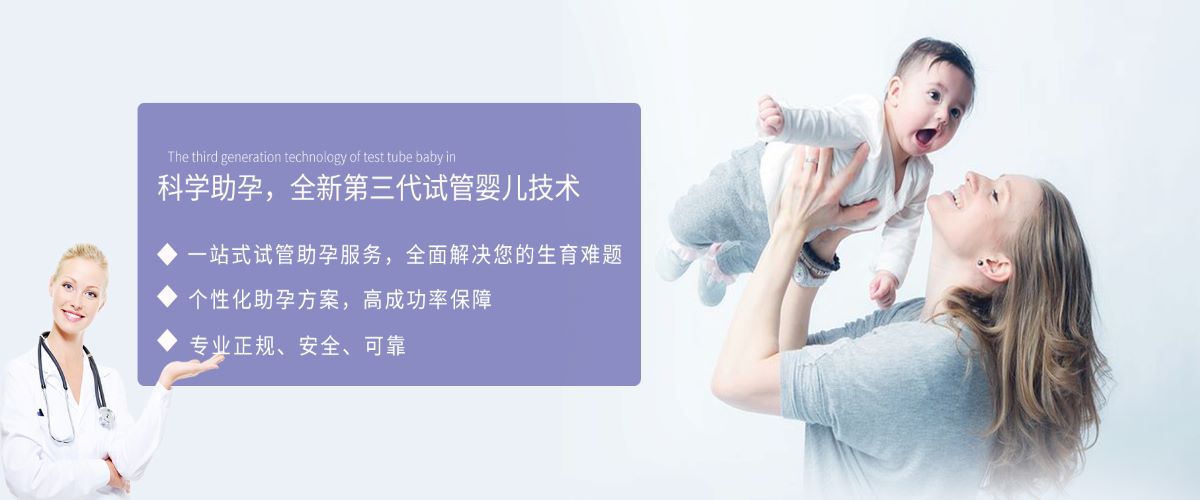 The third generation technology of test tube baby in
科学助孕，全新第三代试管婴儿技术
一站式试管助孕服务，全面解决您的生育难题
个性化助孕方案，高成功率保障
专业正规、安全、可靠